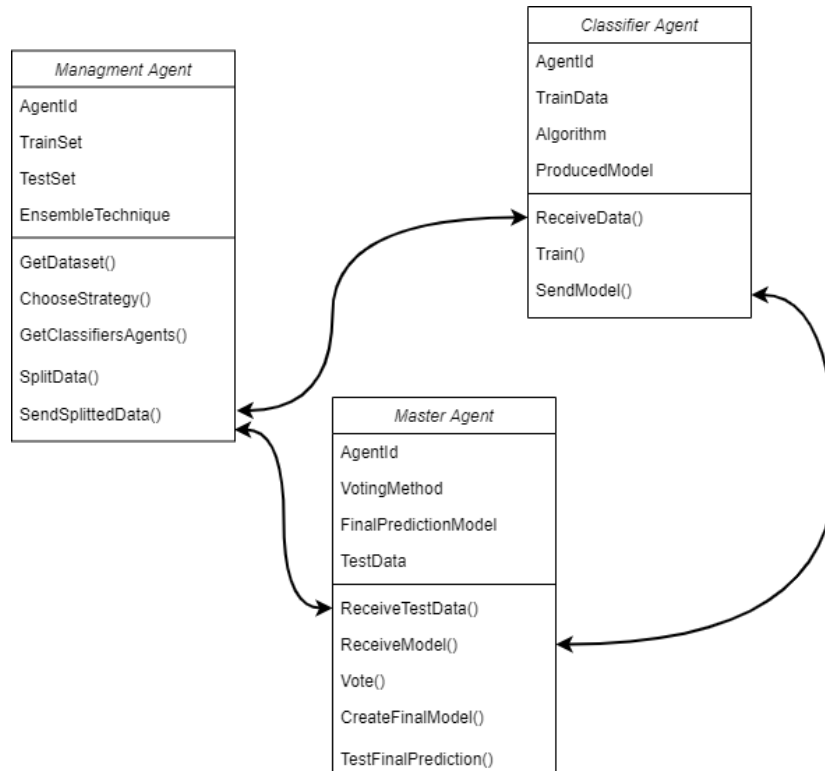 Managment Agent
AgentId
TrainSet
TestSet
EnsembleTechnique
GetDataset()
ChooseStrategy()
GetClassifiersAgents()
SplitData()
SendSplittedData()
Classifier Agent
AgentId
TrainData
Algorithm
ProducedModel
ReceiveData()
Train()
SendModel()
Master Agent
AgentId
VotingMethod
FinalPredictionModel
TestData
ReceiveTestData()
ReceiveModel()
Vote()
CreateFinalModel()
TestFinalPrediction()